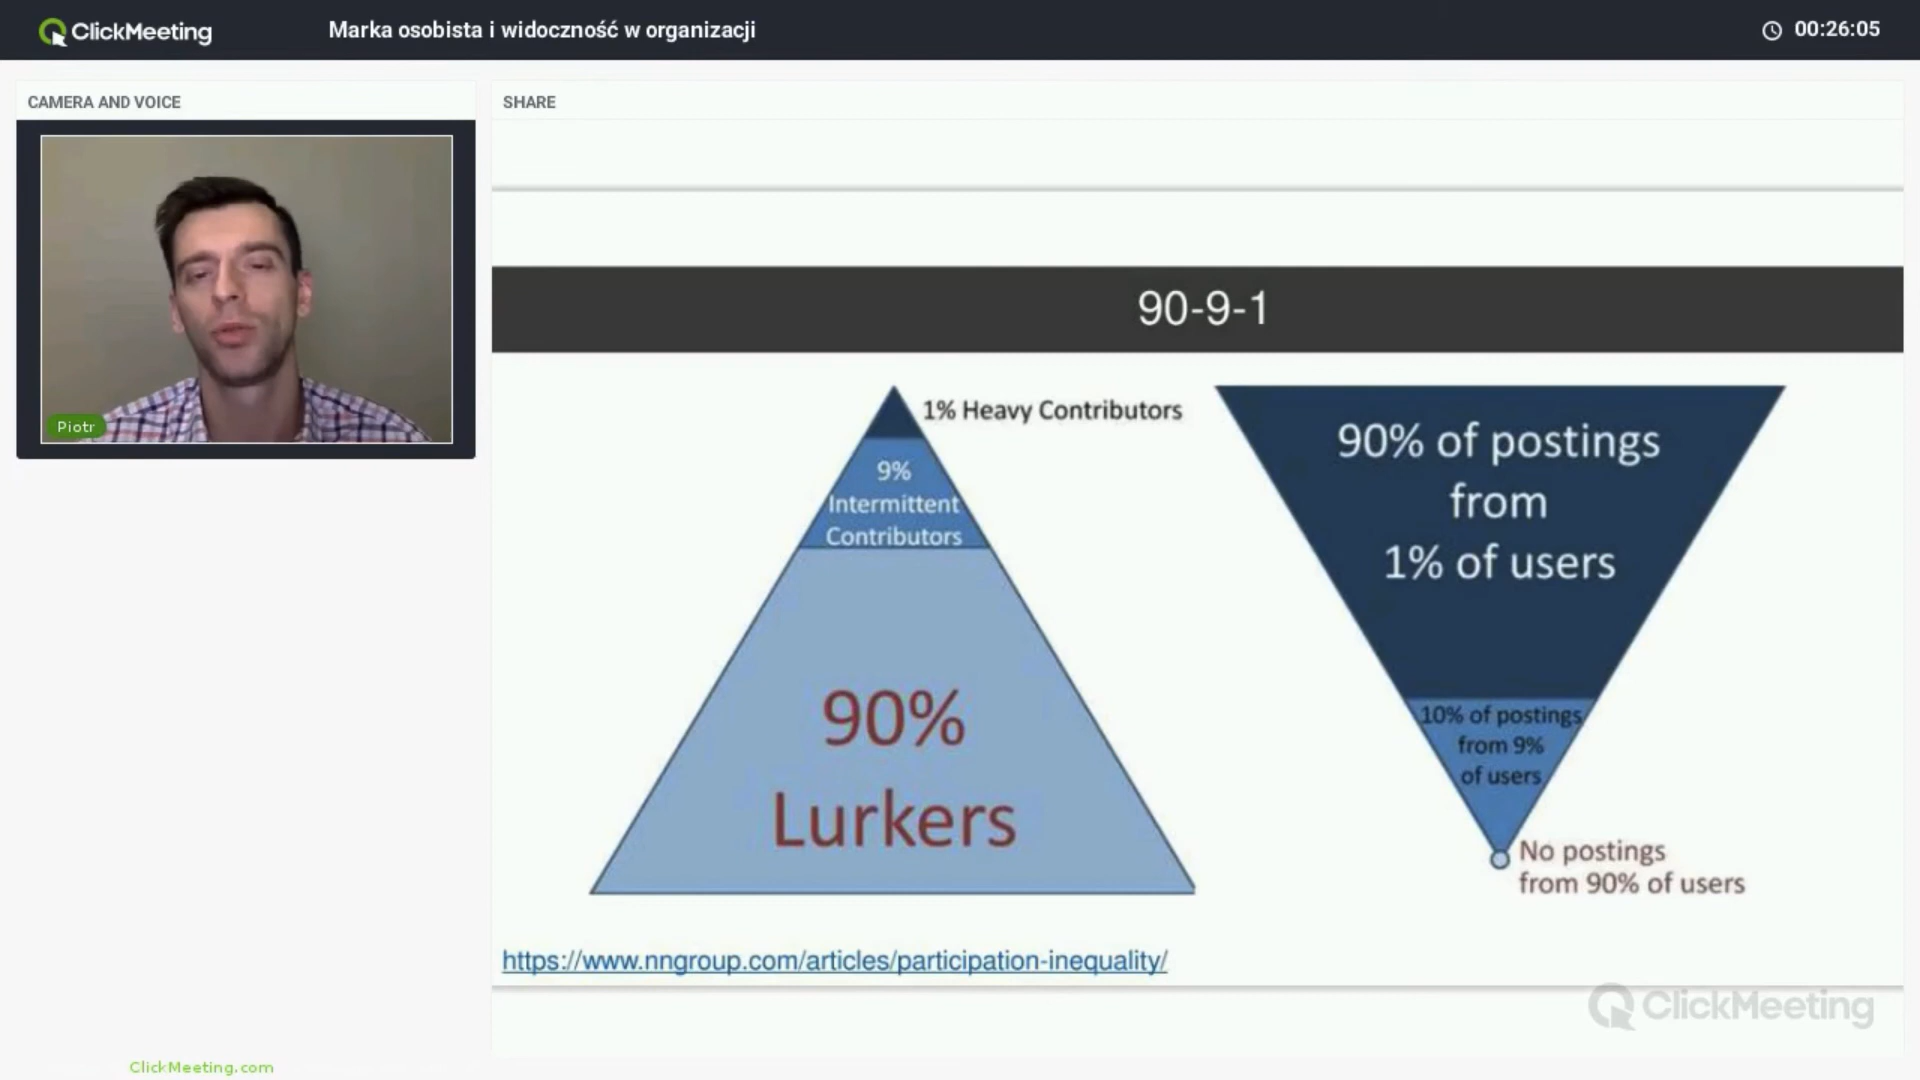 ClickMeeting
Marka osobista i widoczność w organizacji
00:26:05
CAMERA AND VOICE
SHARE
Piotr
90-9-1
1% Heavy Contributors
9%
Intermittent
Contributors
90%
Lurkers
90% of postings
from
1% of users
10% of postings
from 9%
of users
No postings
from 90% of users
https://www.nngroup.com/articles/participation-inequality/
ClickMeeting
ClickMeeting.com